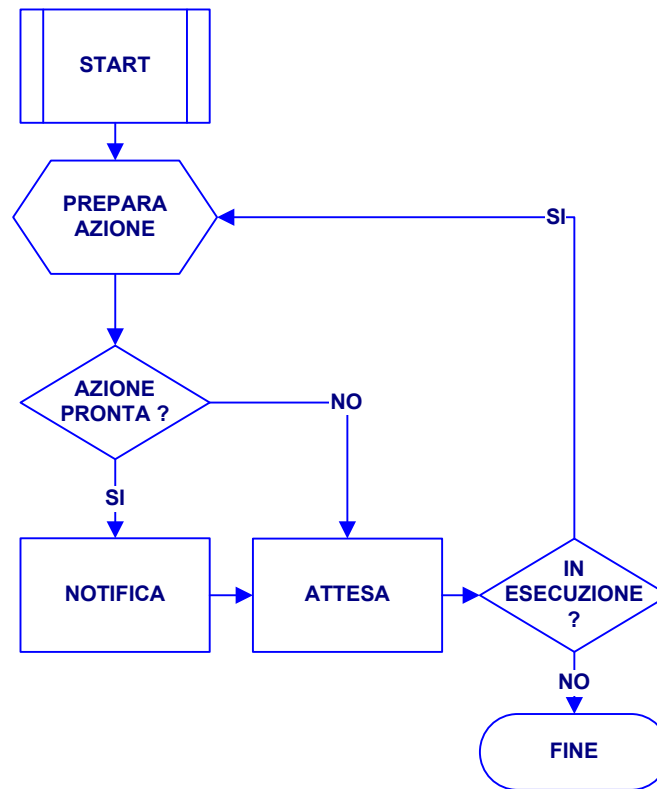 START
PREPARA
AZIONE
SI
AZIONE
PRONTA ?
NO
SI
NOTIFICA
ATTESA
IN
ESECUZIONE
?
NO
FINE